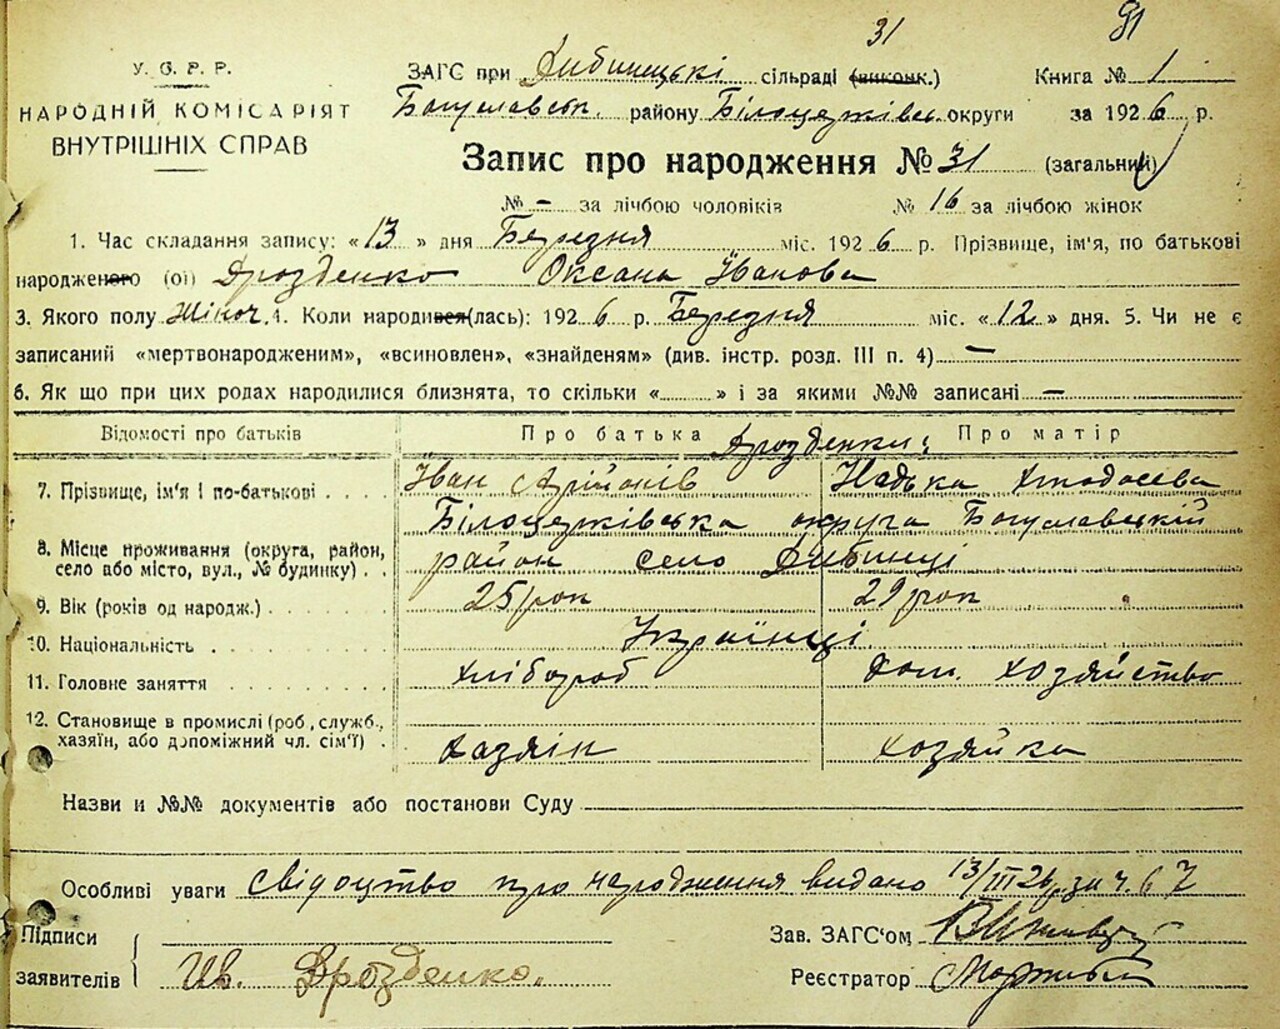 31 81
У. С. Р. Р.
НАРОДНІЙ КОМІСАРІЯТ
ВНУТРІШНІХ СПРАВ
ЗАГС при Дибинецькі сільраді (виконк.) Книга № 1
Богуславськ. району Білоцерківськ округи за 1926 р.
Запис про народження № 31 (загальний)
№ - за лічбою чоловіків № 16 за лічбою жінок
1. Час складання запису: «13» дня Березня міс. 1926 р. Прізвище, ім'я, по батькові
народженого (ої) Дрозденко Оксана Іванова
3. Якого полу Жіноч. 4. Коли народився(лась): 1926 р. Березня міс. «12» дня. 5. Чи не є
записаний «мертвонародженим», «всиновлен», «знайденям» (див. інстр. розд. III п. 4) —
6. Як що при цих родах народилися близнята, то скільки «........» і за якими №№ записані —
Відомості про батьків Про батька Дрозденки: Про матір
7. Прізвище, ім'я і по-батькові . . . . Іван Надька Хтодосева
Білоцерківська округа Богуславецкій
8. Місце проживання (округа, район,
село або місто, вул., № будинку) . . район село Дибинці
9. Вік (років од народж.) . . . . . . 25 рок 29 рок
10. Національність . . . . . . . . Українці
11. Головне заняття . . . . . . . . Хлібороб Дом. хозяйство
12. Становище в промислі (роб., служб.,
хазяїн, або допоміжний чл. сім'ї) . Хазяін Хозяйка
Назви и №№ документів або постанови Суду
Особливі уваги Свідоцтво про народження видано 13/III 26 р. за ч. 67
Підписи Зав. ЗАГС'ом
заявителів Ив. Дрозденко. Реєстратор